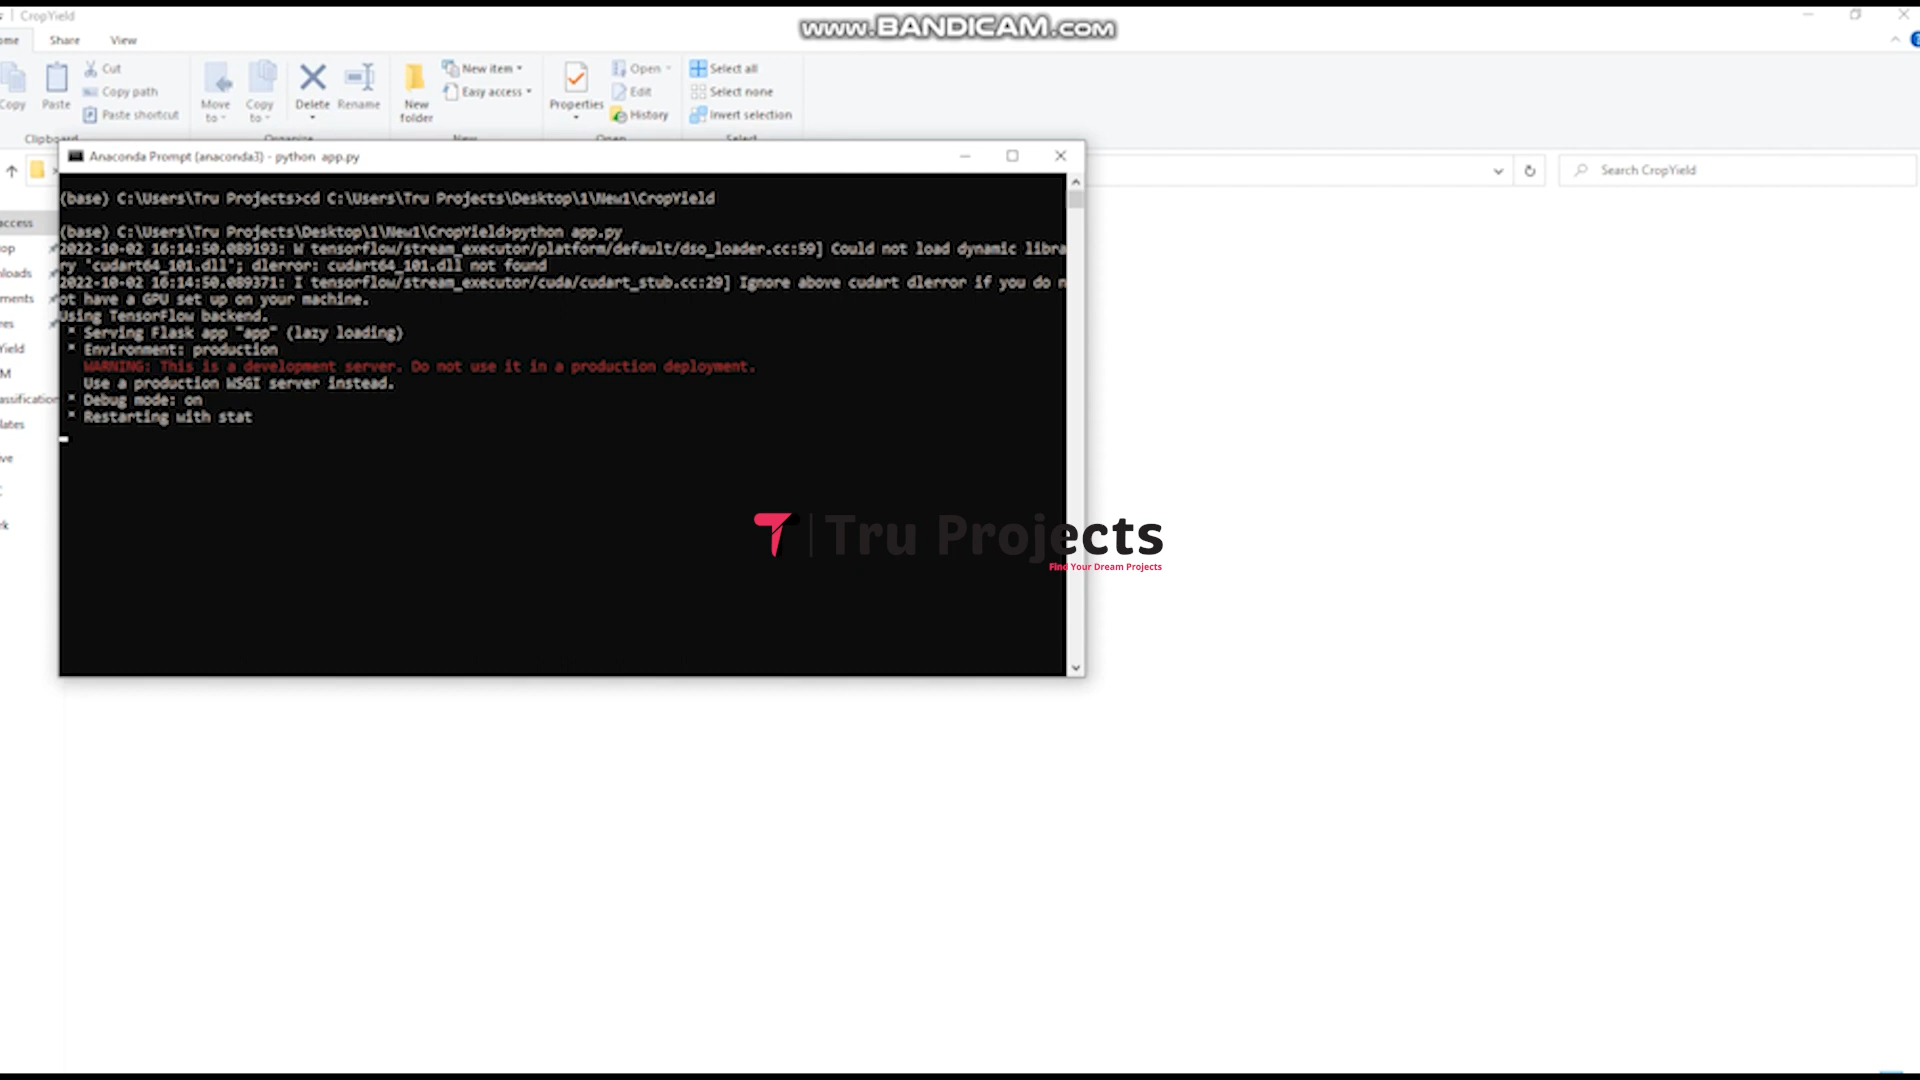 CropYield
www.BANDICAM.com
Share
View
Copy
Paste
Cut
Copy path
Paste shortcut
Move to
Copy to
Delete
Rename
New folder
New item
Easy access
Properties
Open
Edit
History
Select all
Select none
Invert selection
Clipboard
Organise
New
Open
Select
Anaconda Prompt (anaconda3) - python app.py
Search CropYield
(base) C:\Users\Tru Projects>cd C:\Users\Tru Projects\Desktop\1\New1\CropYield
(base) C:\Users\Tru Projects\Desktop\1\New1\CropYield>python app.py
2022-10-02 16:14:50.089193: W tensorflow/stream_executor/platform/default/dso_loader.cc:59] Could not load dynamic libra
ry 'cudart64_101.dll'; dlerror: cudart64_101.dll not found
2022-10-02 16:14:50.089371: I tensorflow/stream_executor/cuda/cudart_stub.cc:29] Ignore above cudart dlerror if you do n
ot have a GPU set up on your machine.
Using TensorFlow backend.
* Serving Flask app "app" (lazy loading)
* Environment: production
WARNING: This is a development server. Do not use it in a production deployment.
Use a production WSGI server instead.
* Debug mode: on
* Restarting with stat
Tru Projects
Find Your Dream Projects